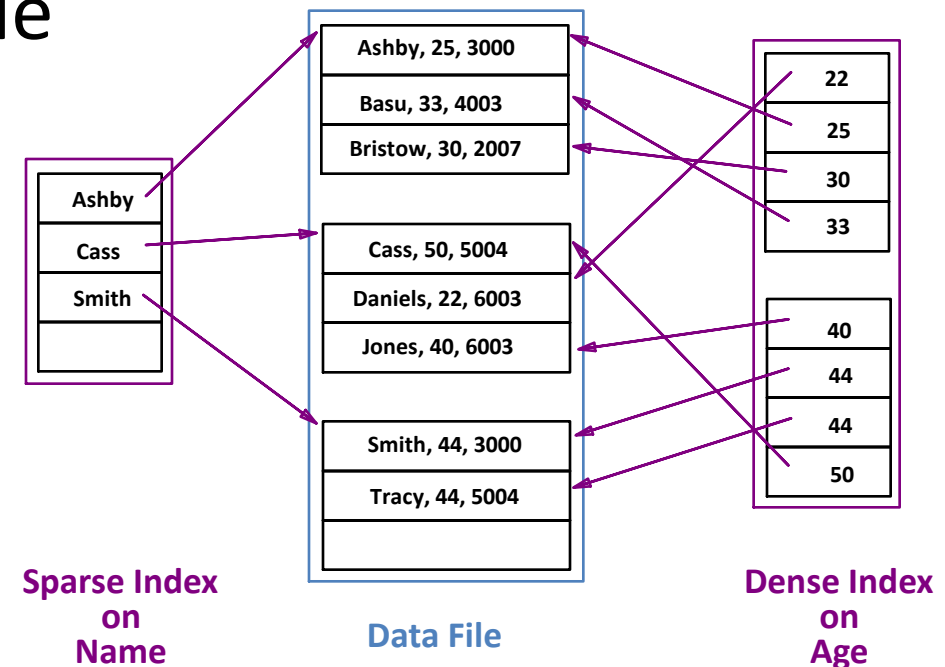 Ashby
Cass
Smith
Sparse Index
on
Name
Ashby, 25, 3000
Basu, 33, 4003
Bristow, 30, 2007
Cass, 50, 5004
Daniels, 22, 6003
Jones, 40, 6003
Smith, 44, 3000
Tracy, 44, 5004
Data File
22
25
30
33
40
44
44
50
Dense Index
on
Age